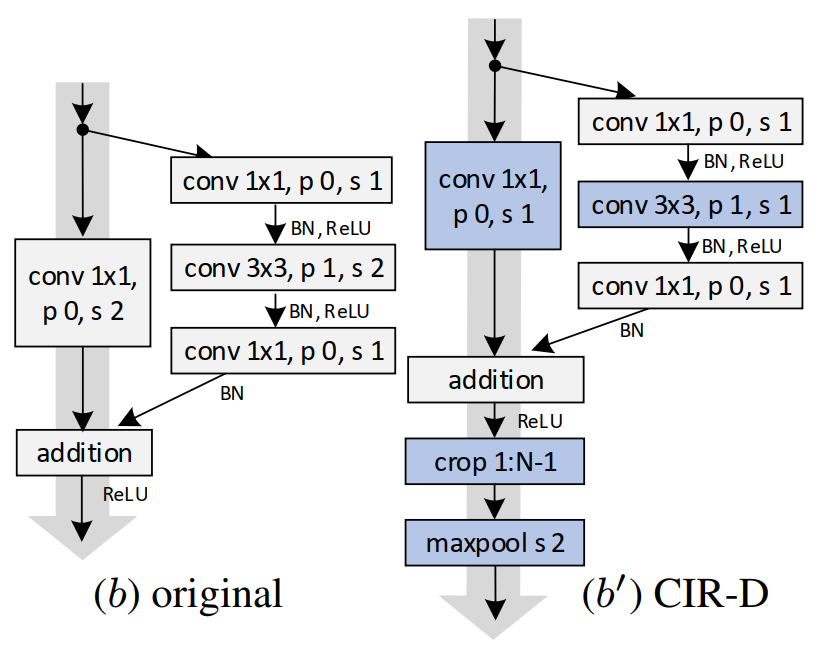 conv 1x1, p 0, s 1
BN, ReLU
conv 3x3, p 1, s 2
BN, ReLU
conv 1x1, p 0, s 1
BN
conv 1x1,
p 0, s 2
addition
ReLU
(b) original
conv 1x1, p 0, s 1
BN, ReLU
conv 3x3, p 1, s 1
BN, ReLU
conv 1x1, p 0, s 1
BN
conv 1x1,
p 0, s 1
addition
ReLU
crop 1:N-1
maxpool s 2
(b′) CIR-D